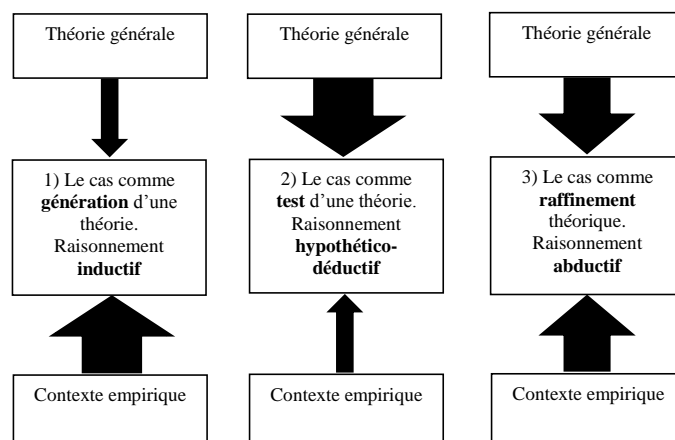 Théorie générale
Théorie générale
Théorie générale
1) Le cas comme
génération d'une
théorie.
Raisonnement
inductif
2) Le cas comme
test d'une théorie.
Raisonnement
hypothético-
déductif
3) Le cas comme
raffinement
théorique.
Raisonnement
abductif
Contexte empirique
Contexte empirique
Contexte empirique